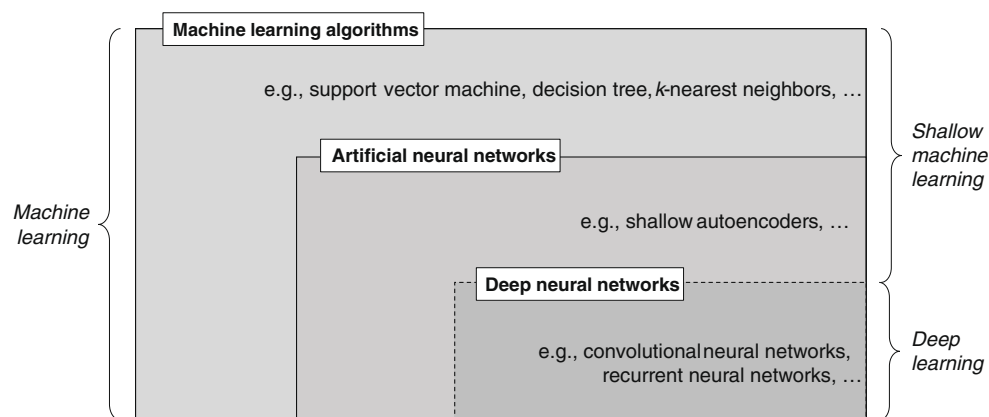 Machine learning algorithms
e.g., support vector machine, decision tree, k-nearest neighbors, …
Artificial neural networks
Shallow
machine
learning
Machine
learning
e.g., shallow autoencoders, …
Deep neural networks
e.g., convolutional neural networks,
recurrent neural networks, …
Deep
learning